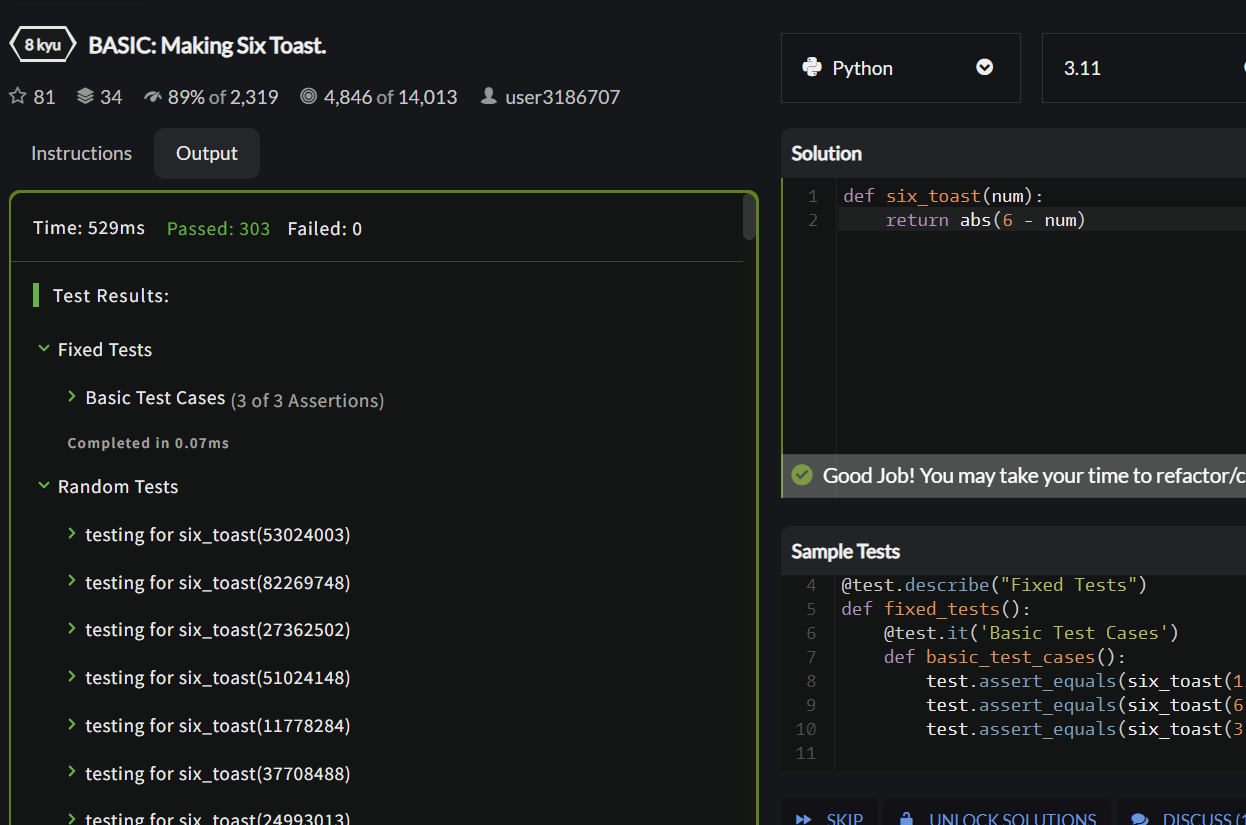 8 kyu BASIC: Making Six Toast.
81 34 89% of 2,319 4,846 of 14,013 user3186707
Instructions Output
Time: 529ms Passed: 303 Failed: 0
Test Results:
Fixed Tests
Basic Test Cases (3 of 3 Assertions)
Completed in 0.07ms
Random Tests
testing for six_toast(53024003)
testing for six_toast(82269748)
testing for six_toast(27362502)
testing for six_toast(51024148)
testing for six_toast(11778284)
testing for six_toast(37708488)
testing for six_toast(24993013)
Python 3.11
Solution
1 def six_toast(num):
2 return abs(6 - num)
Good Job! You may take your time to refactor/c
Sample Tests
4 @test.describe("Fixed Tests")
5 def fixed_tests():
6 @test.it('Basic Test Cases')
7 def basic_test_cases():
8 test.assert_equals(six_toast(1
9 test.assert_equals(six_toast(6
10 test.assert_equals(six_toast(3
11
SKIP UNLOCK SOLUTIONS DISCUSS (1